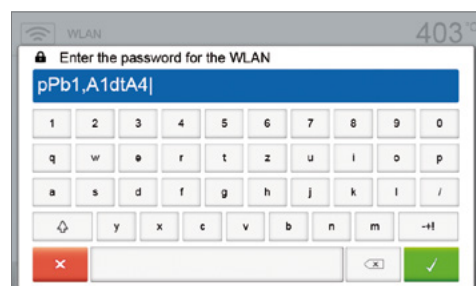 WLAN 403°C
Enter the password for the WLAN
pPb1,A1dtA4|
1 2 3 4 5 6 7 8 9 0
q w e r t z u i o p
a s d f g h j k l /
y x c v b n m -+!